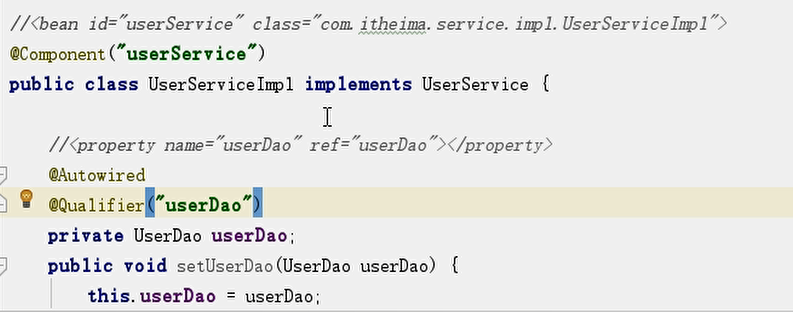 //<bean id="userService" class="com.itheima.service.impl.UserServiceImpl">
@Component("userService")
public class UserServiceImpl implements UserService {
//<property name="userDao" ref="userDao"></property>
@Autowired
@Qualifier("userDao")
private UserDao userDao;
public void setUserDao(UserDao userDao) {
this.userDao = userDao;